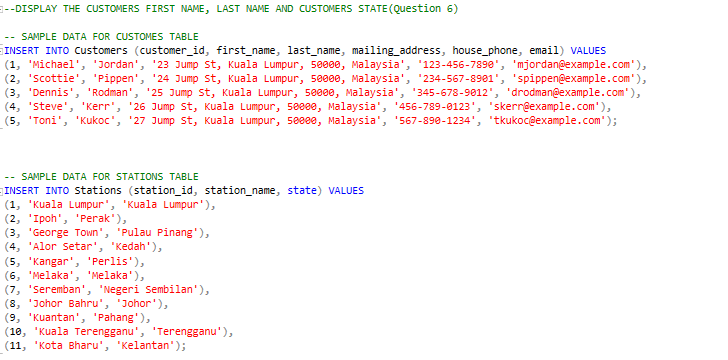 --DISPLAY THE CUSTOMERS FIRST NAME, LAST NAME AND CUSTOMERS STATE(Question 6)
-- SAMPLE DATA FOR CUSTOMES TABLE
INSERT INTO Customers (customer_id, first_name, last_name, mailing_address, house_phone, email) VALUES
(1, 'Michael', 'Jordan', '23 Jump St, Kuala Lumpur, 50000, Malaysia', '123-456-7890', 'mjordan@example.com'),
(2, 'Scottie', 'Pippen', '24 Jump St, Kuala Lumpur, 50000, Malaysia', '234-567-8901', 'spippen@example.com'),
(3, 'Dennis', 'Rodman', '25 Jump St, Kuala Lumpur, 50000, Malaysia', '345-678-9012', 'drodman@example.com'),
(4, 'Steve', 'Kerr', '26 Jump St, Kuala Lumpur, 50000, Malaysia', '456-789-0123', 'skerr@example.com'),
(5, 'Toni', 'Kukoc', '27 Jump St, Kuala Lumpur, 50000, Malaysia', '567-890-1234', 'tkukoc@example.com');
-- SAMPLE DATA FOR STATIONS TABLE
INSERT INTO Stations (station_id, station_name, state) VALUES
(1, 'Kuala Lumpur', 'Kuala Lumpur'),
(2, 'Ipoh', 'Perak'),
(3, 'George Town', 'Pulau Pinang'),
(4, 'Alor Setar', 'Kedah'),
(5, 'Kangar', 'Perlis'),
(6, 'Melaka', 'Melaka'),
(7, 'Seremban', 'Negeri Sembilan'),
(8, 'Johor Bahru', 'Johor'),
(9, 'Kuantan', 'Pahang'),
(10, 'Kuala Terengganu', 'Terengganu'),
(11, 'Kota Bharu', 'Kelantan');